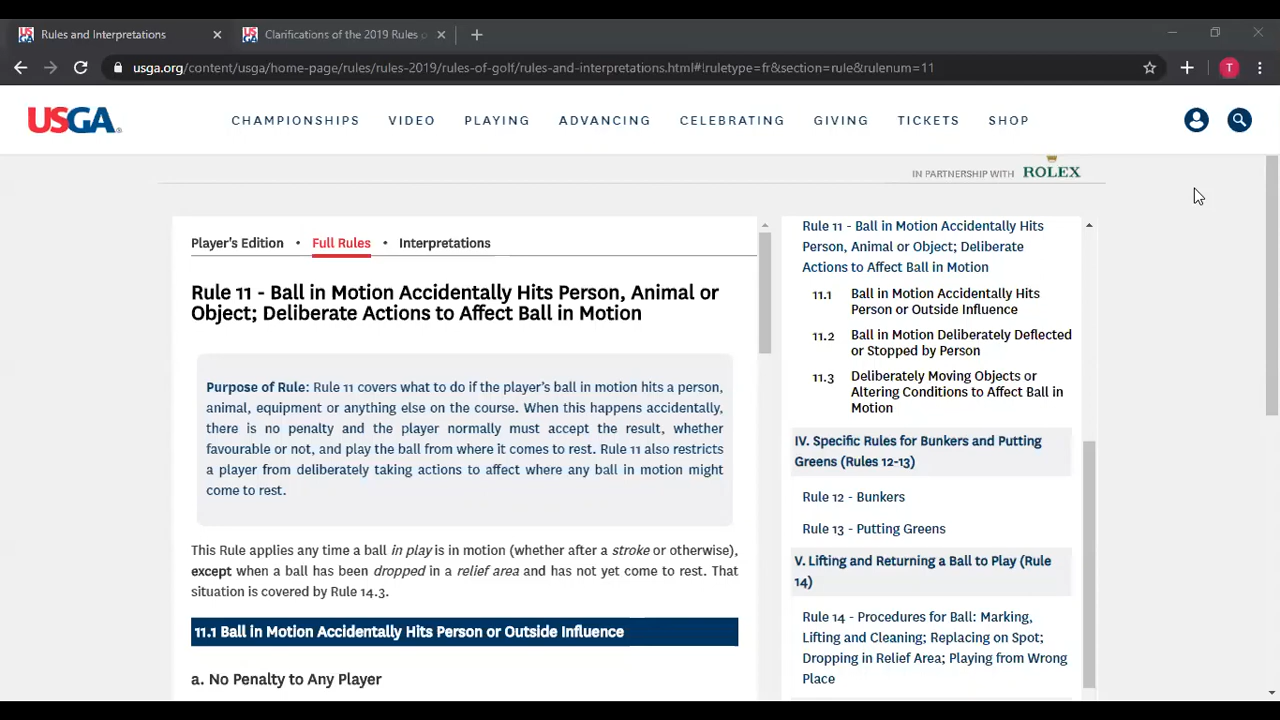 Rules and Interpretations
Clarifications of the 2019 Rules o
usga.org/content/usga/home-page/rules/rules-2019/rules-of-golf/rules-and-interpretations.html#!ruletype=fr&section=rule&rulenum=11
T
USGA
CHAMPIONSHIPS VIDEO PLAYING ADVANCING CELEBRATING GIVING TICKETS SHOP
IN PARTNERSHIP WITH ROLEX
Player's Edition • Full Rules • Interpretations
Rule 11 - Ball in Motion Accidentally Hits Person, Animal or
Object; Deliberate Actions to Affect Ball in Motion
Purpose of Rule: Rule 11 covers what to do if the player's ball in motion hits a person,
animal, equipment or anything else on the course. When this happens accidentally,
there is no penalty and the player normally must accept the result, whether
favourable or not, and play the ball from where it comes to rest. Rule 11 also restricts
a player from deliberately taking actions to affect where any ball in motion might
come to rest.
This Rule applies any time a ball in play is in motion (whether after a stroke or otherwise),
except when a ball has been dropped in a relief area and has not yet come to rest. That
situation is covered by Rule 14.3.
11.1 Ball in Motion Accidentally Hits Person or Outside Influence
a. No Penalty to Any Player
Rule 11 - Ball in Motion Accidentally Hits
Person, Animal or Object; Deliberate
Actions to Affect Ball in Motion
11.1 Ball in Motion Accidentally Hits
Person or Outside Influence
11.2 Ball in Motion Deliberately Deflected
or Stopped by Person
11.3 Deliberately Moving Objects or
Altering Conditions to Affect Ball in
Motion
IV. Specific Rules for Bunkers and Putting
Greens (Rules 12-13)
Rule 12 - Bunkers
Rule 13 - Putting Greens
V. Lifting and Returning a Ball to Play (Rule
14)
Rule 14 - Procedures for Ball: Marking,
Lifting and Cleaning; Replacing on Spot;
Dropping in Relief Area; Playing from Wrong
Place